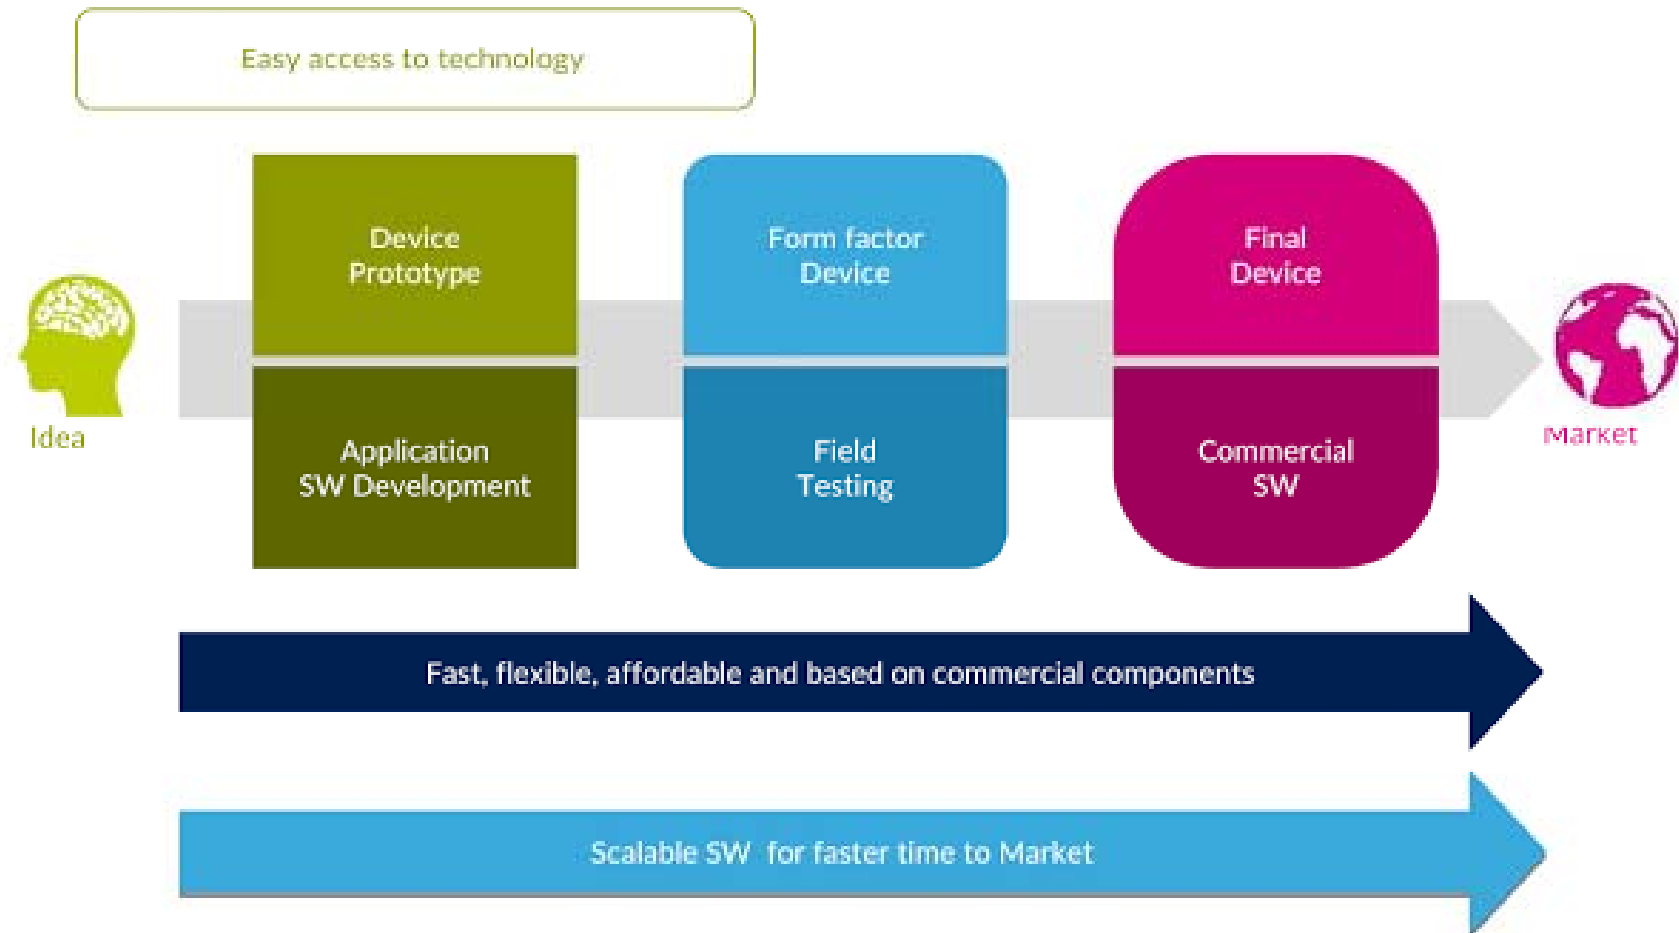 Easy access to technology
Device
Prototype
Form factor
Device
Final
Device
Idea
Market
Application
SW Development
Field
Testing
Commercial
SW
Fast, flexible, affordable and based on commercial components
Scalable SW for faster time to Market